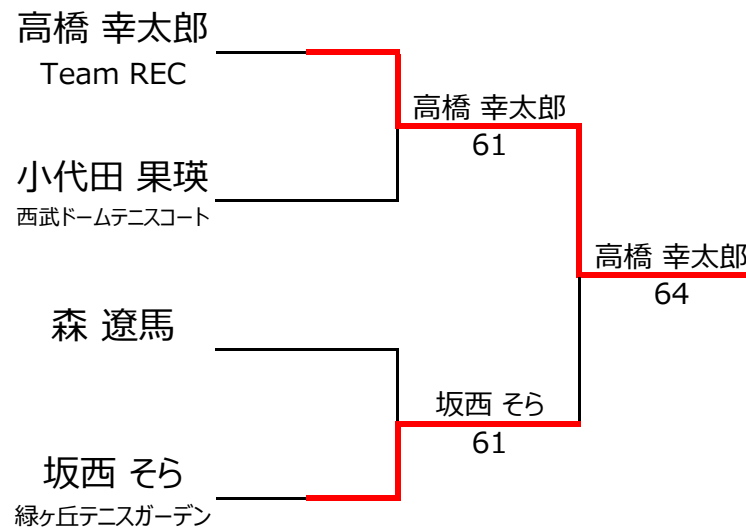 高橋 幸太郎
Team REC
高橋 幸太郎
61
小代田 果瑛
西武ドームテニスコート
高橋 幸太郎
64
森 遼馬
坂西 そら
61
坂西 そら
緑ヶ丘テニスガーデン